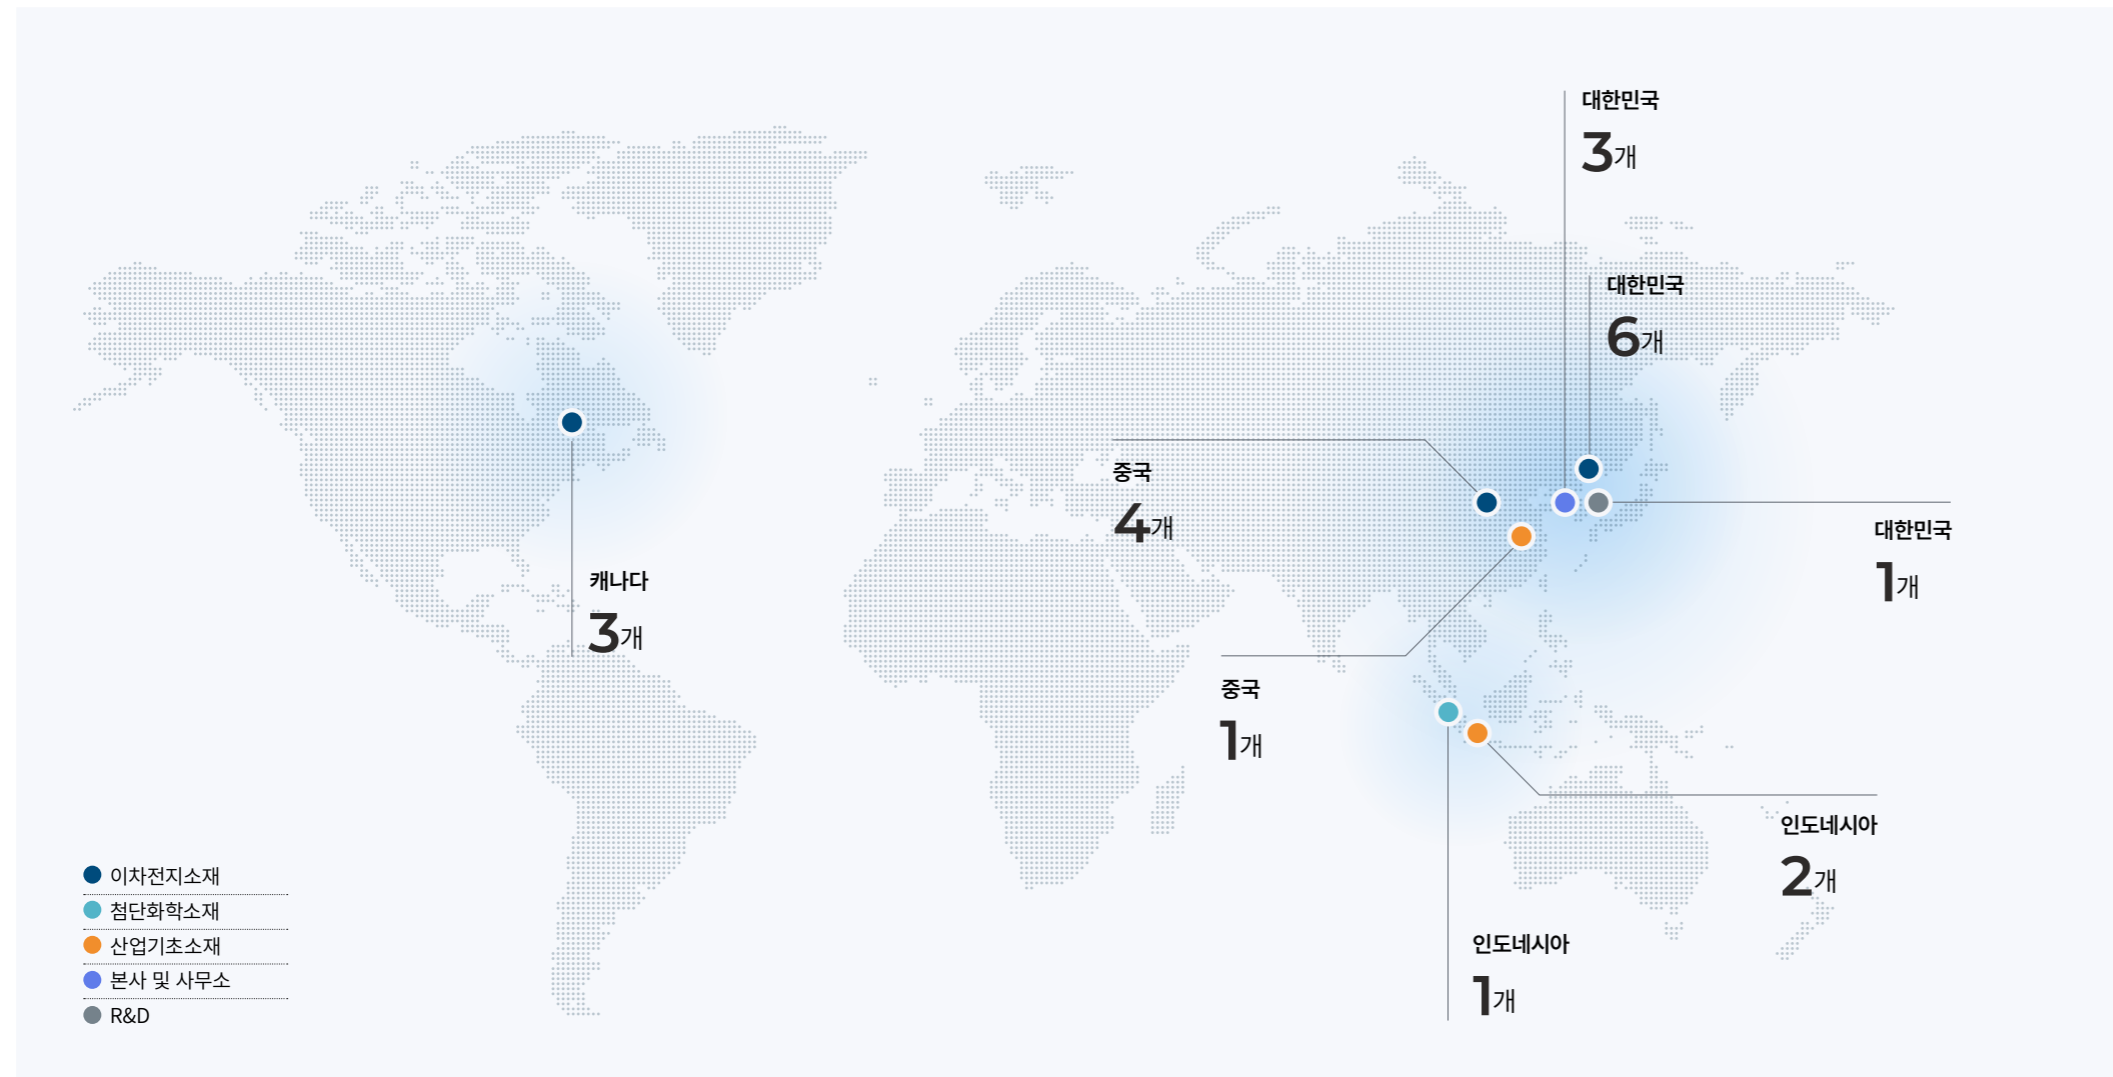 대한민국
3개
대한민국
6개
중국
4개
대한민국
1개
캐나다
3개
중국
1개
인도네시아
2개
인도네시아
1개
이차전지소재
첨단화학소재
산업기초소재
본사 및 사무소
R&D